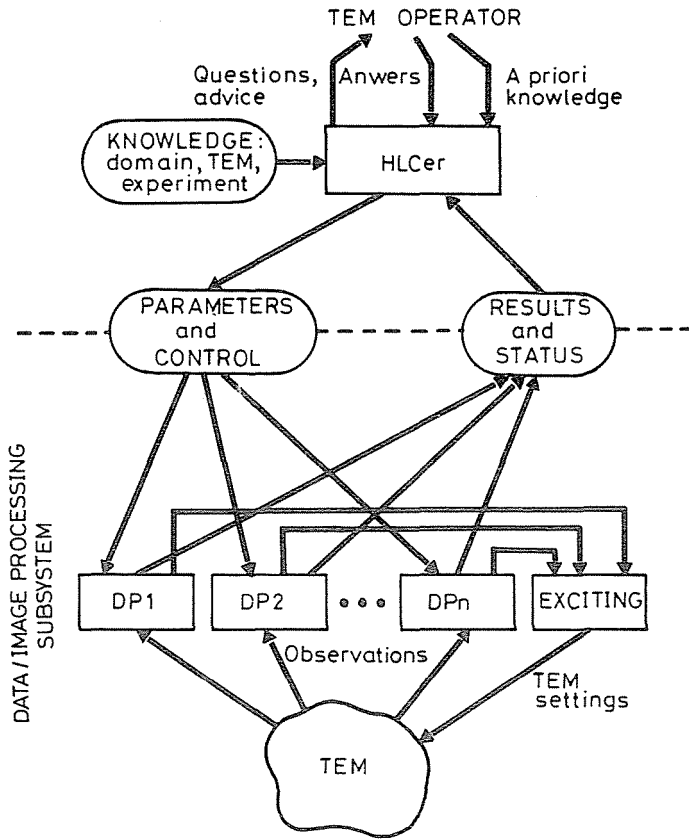 TEM OPERATOR
Questions, advice
Anwers
A priori knowledge
KNOWLEDGE:
domain, TEM,
experiment
HLCer
PARAMETERS
and
CONTROL
RESULTS
and
STATUS
DATA/IMAGE PROCESSING
SUBSYSTEM
DP1
DP2
DPn
EXCITING
Observations
TEM
settings
TEM